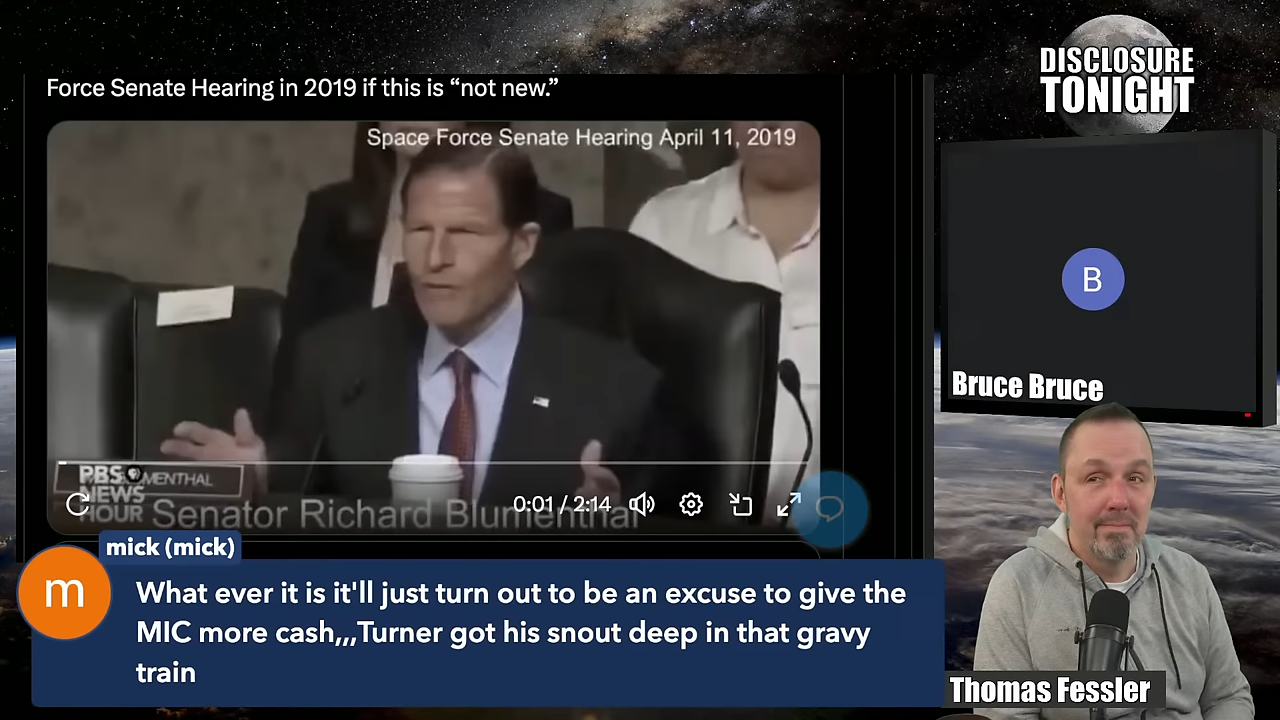 DISCLOSURE
TONIGHT
Force Senate Hearing in 2019 if this is “not new.”
Space Force Senate Hearing April 11, 2019
B
Bruce Bruce
PBS
NEWS
HOUR
MENTHAL
0:01 / 2:14
Senator Richard Blumenthal
mick (mick)
m
What ever it is it'll just turn out to be an excuse to give the
MIC more cash,,,Turner got his snout deep in that gravy
train
Thomas Fessler